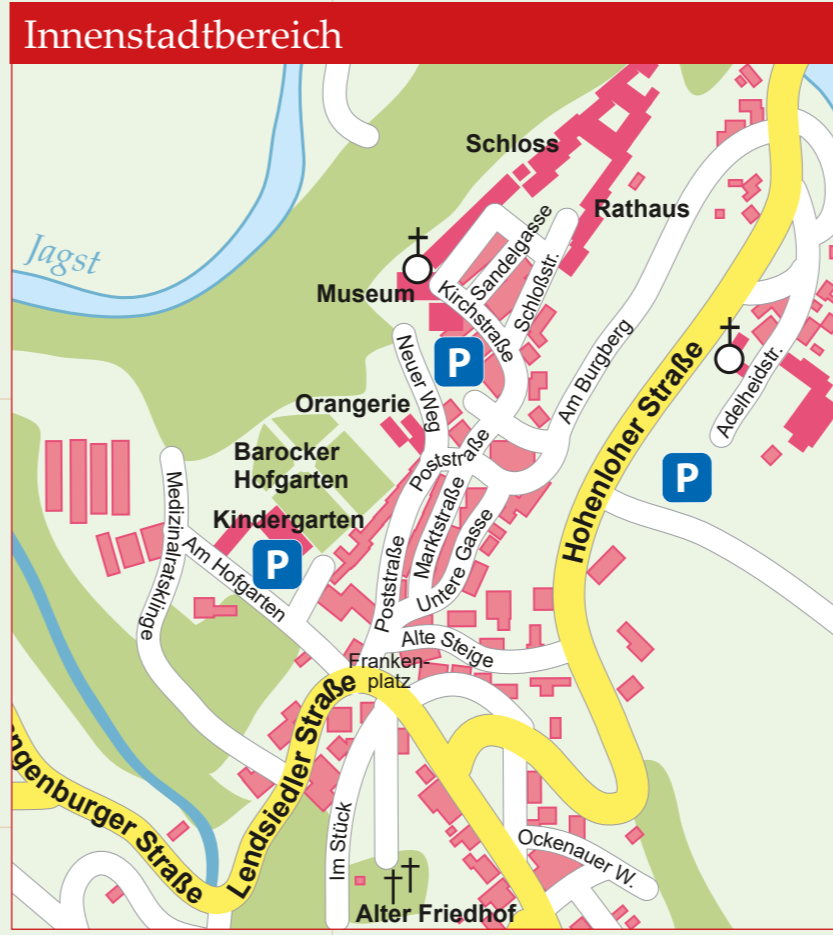 Innenstadtbereich
Schloss
Rathaus
Jagst
Sandelgasse
Museum
Kirchstraße
Schloßstr.
Neuer Weg
P
Am Burgberg
Hohenloher Straße
Adelheidstr.
Orangerie
Barocker
Hofgarten
Poststraße
P
Medizinalratsklinge
Kindergarten
P
Am Hofgarten
Poststraße
Marktstraße
Untere Gasse
Alte Steige
Franken-
platz
Lendsiedler Straße
ngenburger Straße
Im Stück
Ockenauer W.
Alter Friedhof